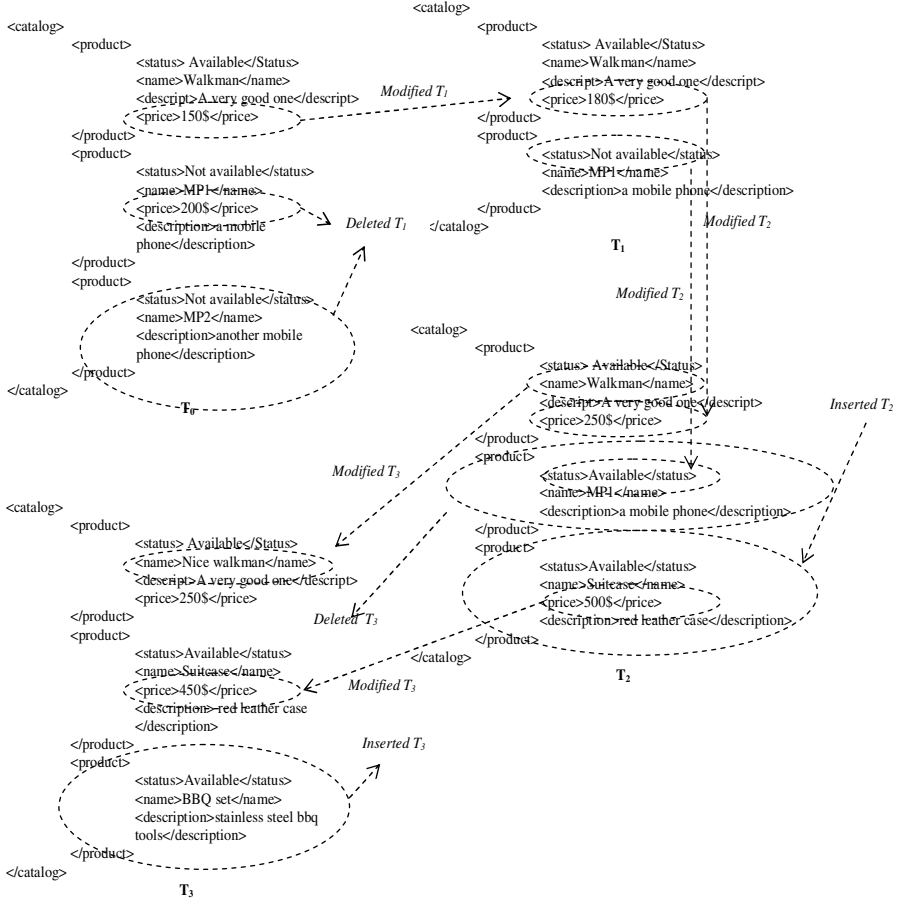 <catalog>
<product>
<status> Available</Status>
<name>Walkman</name>
<descript>A very good one</descript>
<price>150$</price>
</product>
<product>
<status>Not available</status>
<name>MP1</name>
<price>200$</price>
<description>a mobile
phone</description>
</product>
<product>
<status>Not available</status>
<name>MP2</name>
<description>another mobile
phone</description>
</product>
</catalog>
T0
Modified T1
Deleted T1
<catalog>
<product>
<status> Available</Status>
<name>Walkman</name>
<descript>A very good one</descript>
<price>180$</price>
</product>
<product>
<status>Not available</status>
<name>MP1</name>
<description>a mobile phone</description>
</product>
</catalog>
T1
Modified T2
Modified T2
<catalog>
<product>
<status> Available</Status>
<name>Walkman</name>
<descript>A very good one</descript>
<price>250$</price>
</product>
<product>
<status>Available</status>
<name>MP1</name>
<description>a mobile phone</description>
</product>
<product>
<status>Available</status>
<name>Suitcase</name>
<price>500$</price>
<description>red leather case</description>
</product>
</catalog>
T2
Inserted T2
Modified T3
Deleted T3
Modified T3
<catalog>
<product>
<status> Available</Status>
<name>Nice walkman</name>
<descript>A very good one</descript>
<price>250$</price>
</product>
<product>
<status>Available</status>
<name>Suitcase</name>
<price>450$</price>
<description>red leather case
</description>
</product>
<product>
<status>Available</status>
<name>BBQ set</name>
<description>stainless steel bbq
tools</description>
</product>
</catalog>
T3
Inserted T3